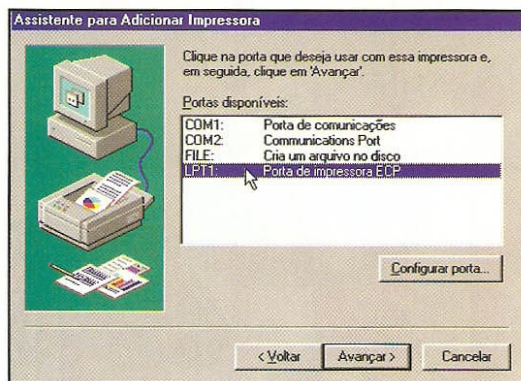 Assistente para Adicionar Impressora
Clique na porta que deseja usar com essa impressora e,
em seguida, clique em 'Avançar'.
Portas disponíveis:
COM1: Porta de comunicações
COM2: Communications Port
FILE: Cria um arquivo no disco
LPT1: Porta de impressora ECP
Configurar porta...
< Voltar Avançar > Cancelar